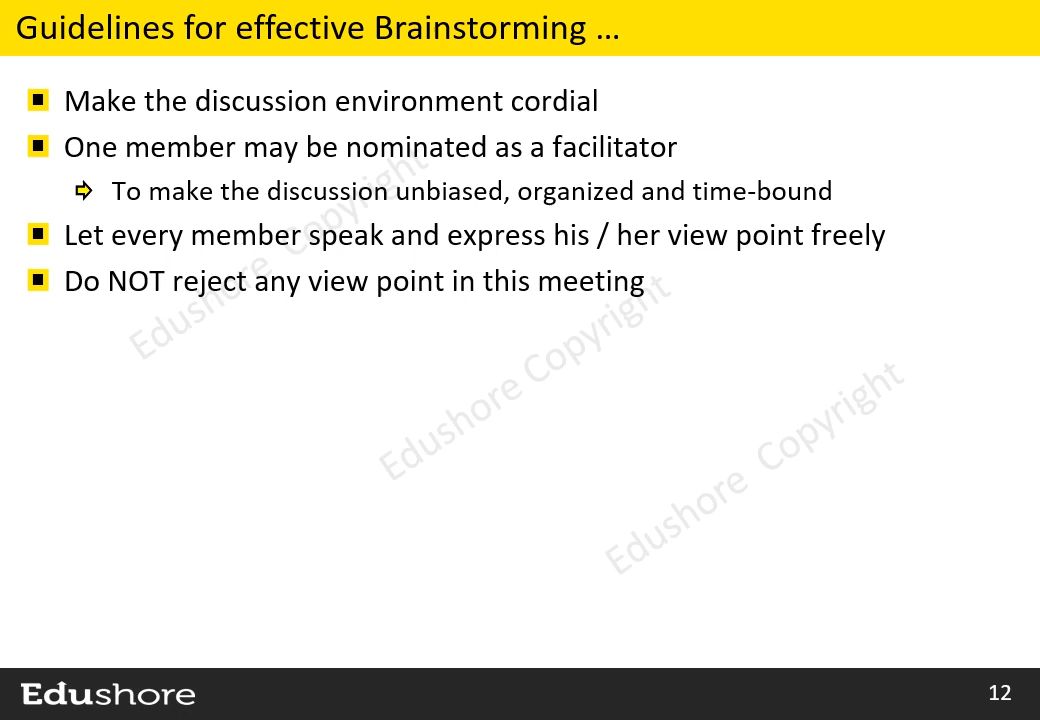 Guidelines for effective Brainstorming …
Make the discussion environment cordial
One member may be nominated as a facilitator
To make the discussion unbiased, organized and time-bound
Let every member speak and express his / her view point freely
Do NOT reject any view point in this meeting
Edushore Copyright
Edushore Copyright
Edushore Copyright
Edushore
12